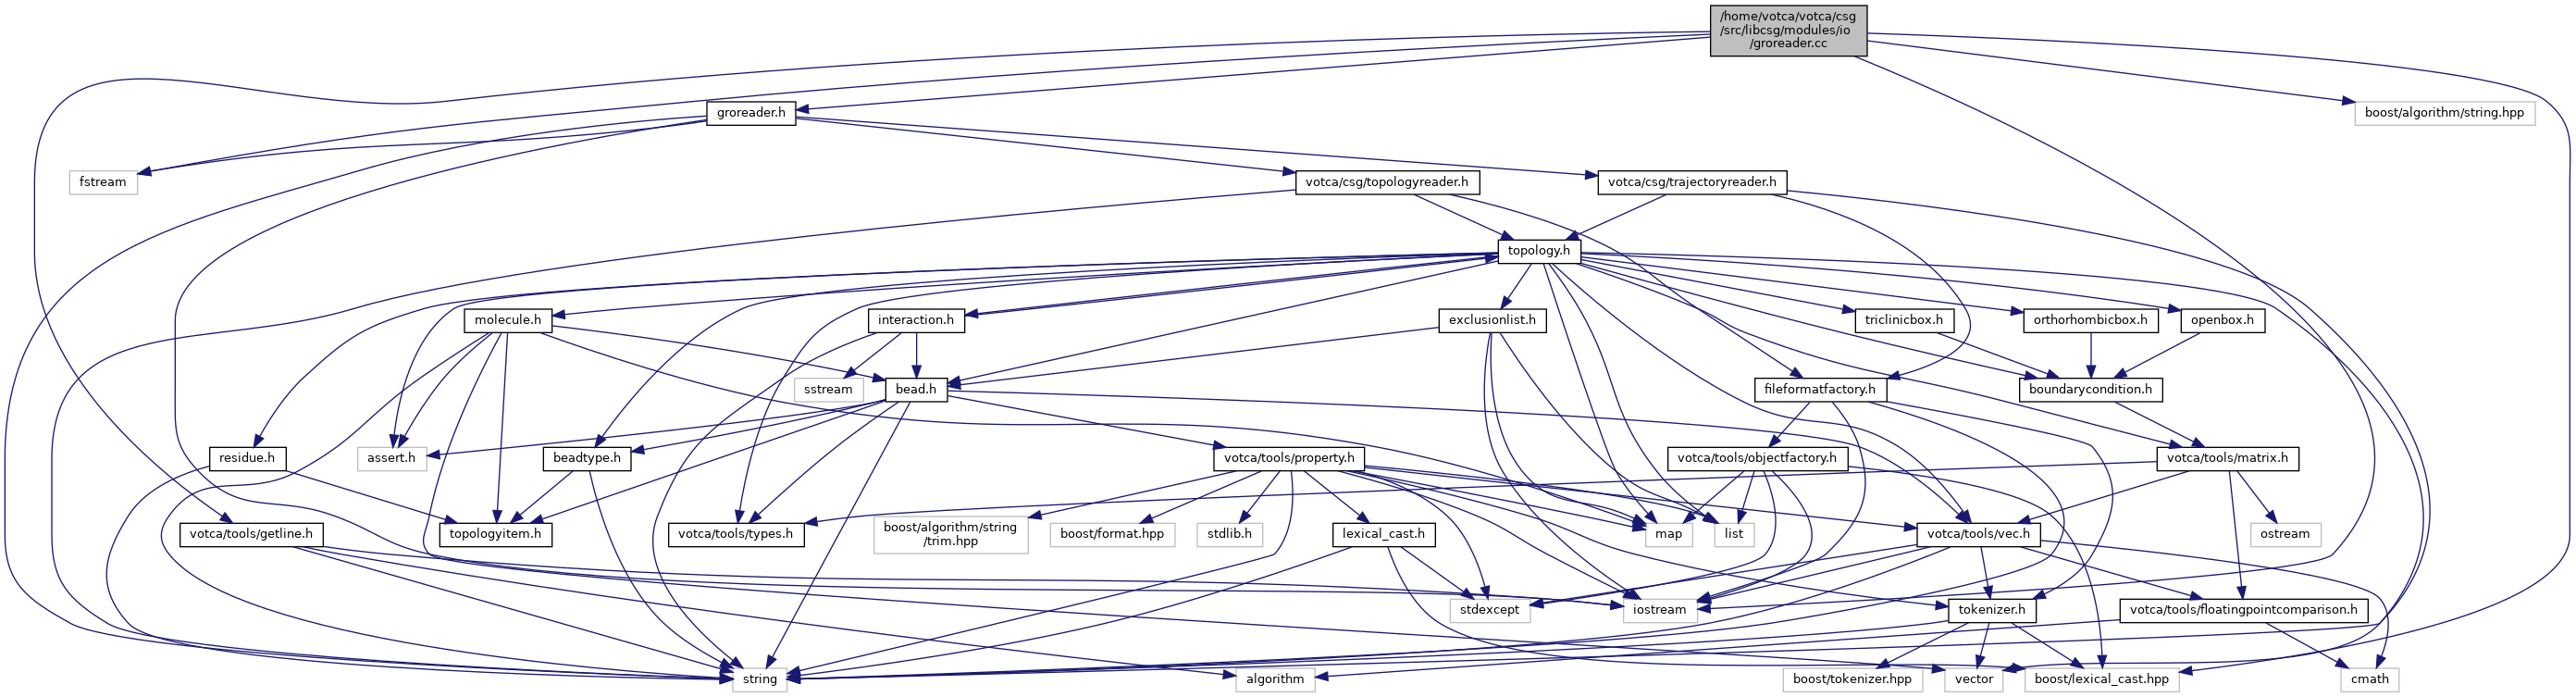 /home/votca/votca/csg
/src/libcsg/modules/io
/groreader.cc
groreader.h
boost/algorithm/string.hpp
fstream
votca/csg/topologyreader.h
votca/csg/trajectoryreader.h
topology.h
molecule.h
interaction.h
exclusionlist.h
triclinicbox.h
orthorhombicbox.h
openbox.h
sstream
bead.h
fileformatfactory.h
boundarycondition.h
residue.h
assert.h
beadtype.h
votca/tools/property.h
votca/tools/objectfactory.h
votca/tools/matrix.h
votca/tools/getline.h
topologyitem.h
votca/tools/types.h
boost/algorithm/string
/trim.hpp
boost/format.hpp
stdlib.h
lexical_cast.h
map
list
votca/tools/vec.h
ostream
stdexcept
iostream
tokenizer.h
votca/tools/floatingpointcomparison.h
string
algorithm
boost/tokenizer.hpp
vector
boost/lexical_cast.hpp
cmath